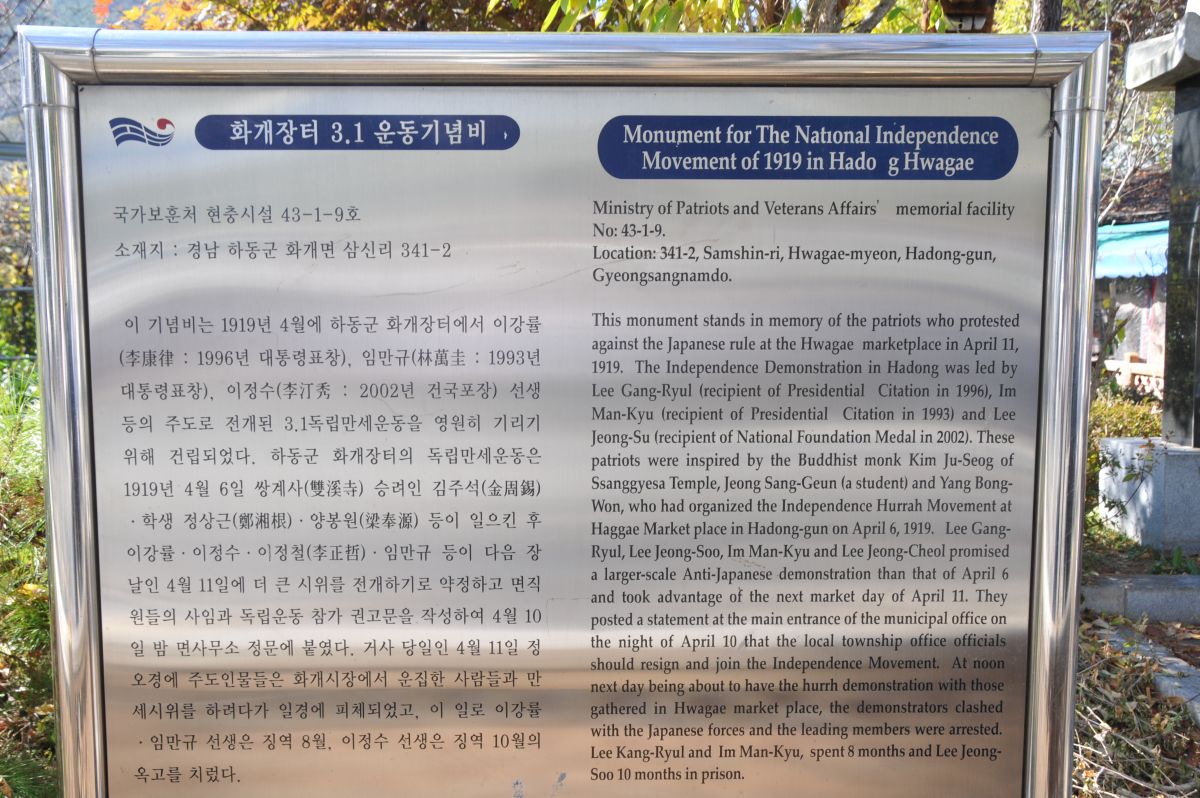 화개장터 3.1 운동기념비
국가보훈처 현충시설 43-1-9호
소재지 : 경남 하동군 화개면 삼신리 341-2
이 기념비는 1919년 4월에 하동군 화개장터에서 이강률
(李康律 : 1996년 대통령표창), 임만규(林萬圭 : 1993년
대통령표창), 이정수(李汀秀 : 2002년 건국포장) 선생
등의 주도로 전개된 3.1독립만세운동을 영원히 기리기
위해 건립되었다. 하동군 화개장터의 독립만세운동은
1919년 4월 6일 쌍계사(雙溪寺) 승려인 김주석(金周錫)
·학생 정상근(鄭湘根)·양봉원(梁奉源) 등이 일으킨 후
이강률·이정수·이정철(李正哲)·임만규 등이 다음 장
날인 4월 11일에 더 큰 시위를 전개하기로 약정하고 면직
원들의 사임과 독립운동 참가 권고문을 작성하여 4월 10
일 밤 면사무소 정문에 붙였다. 거사 당일인 4월 11일 정
오경에 주도인물들은 화개시장에서 운집한 사람들과 만
세시위를 하려다가 일경에 피체되었고, 이 일로 이강률
·임만규 선생은 징역 8월, 이정수 선생은 징역 10월의
옥고를 치렀다.
Monument for The National Independence
Movement of 1919 in Hado g Hwagae
Ministry of Patriots and Veterans Affairs' memorial facility
No: 43-1-9.
Location: 341-2, Samshin-ri, Hwagae-myeon, Hadong-gun,
Gyeongsangnamdo.
This monument stands in memory of the patriots who protested
against the Japanese rule at the Hwagae marketplace in April 11,
1919. The Independence Demonstration in Hadong was led by
Lee Gang-Ryul (recipient of Presidential Citation in 1996), Im
Man-Kyu (recipient of Presidential Citation in 1993) and Lee
Jeong-Su (recipient of National Foundation Medal in 2002). These
patriots were inspired by the Buddhist monk Kim Ju-Seog of
Ssanggyesa Temple, Jeong Sang-Geun (a student) and Yang Bong-
Won, who had organized the Independence Hurrah Movement at
Haggae Market place in Hadong-gun on April 6, 1919. Lee Gang-
Ryul, Lee Jeong-Soo, Im Man-Kyu and Lee Jeong-Cheol promised
a larger-scale Anti-Japanese demonstration than that of April 6
and took advantage of the next market day of April 11. They
posted a statement at the main entrance of the municipal office on
the night of April 10 that the local township office officials
should resign and join the Independence Movement. At noon
next day being about to have the hurrh demonstration with those
gathered in Hwagae market place, the demonstrators clashed
with the Japanese forces and the leading members were arrested.
Lee Kang-Ryul and Im Man-Kyu, spent 8 months and Lee Jeong-
Soo 10 months in prison.